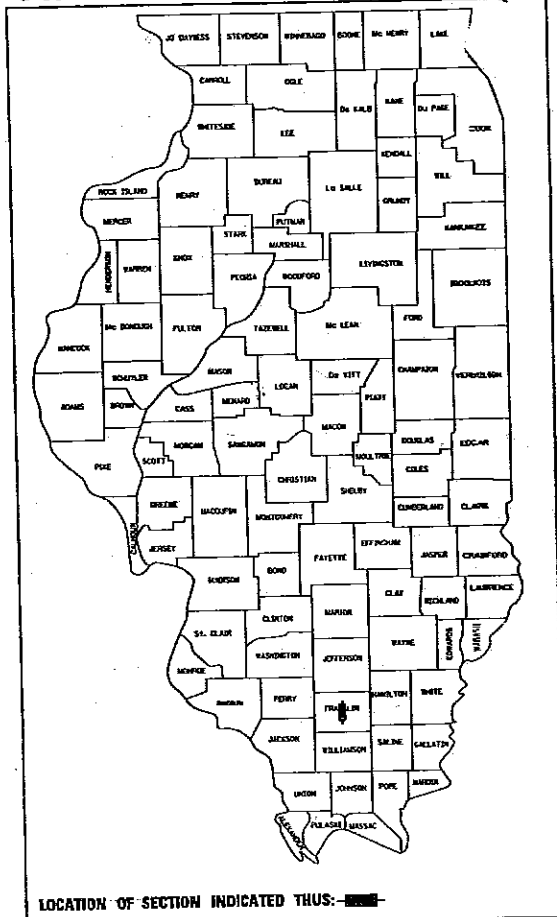 JO DAVIESS STEVENSON WINNEBAGO BOONE Mc HENRY LAKE
CARROLL OGLE De KALB KANE Du PAGE COOK
WHITESIDE LEE KENDALL WILL
ROCK ISLAND HENRY BUREAU La SALLE GRUNDY
MERCER PUTMAN KANKAKEE
HENDERSON WARREN KNOX STARK MARSHALL
PEORIA WOODFORD LIVINGSTON IROQUOIS
HANCOCK Mc DONOUGH FULTON TAZEWELL Mc LEAN FORD
SCHUYLER MASON LOGAN De WITT CHAMPAIGN VERMILION
ADAMS BROWN CASS MENARD PIATT
PIKE SCOTT MORGAN SANGAMON MACON MOULTRIE DOUGLAS EDGAR
CHRISTIAN SHELBY COLES
CALHOUN GREENE MACOUPIN MONTGOMERY CUMBERLAND CLARK
JERSEY FAYETTE EFFINGHAM JASPER CRAWFORD
MADISON BOND CLAY RICHLAND LAWRENCE
CLINTON MARION WAYNE EDWARDS WABASH
St. CLAIR WASHINGTON JEFFERSON
MONROE PERRY FRANKLIN HAMILTON WHITE
RANDOLPH JACKSON WILLIAMSON SALINE GALLATIN
UNION JOHNSON POPE HARDIN
ALEXANDER PULASKI MASSAC
LOCATION OF SECTION INDICATED THUS: